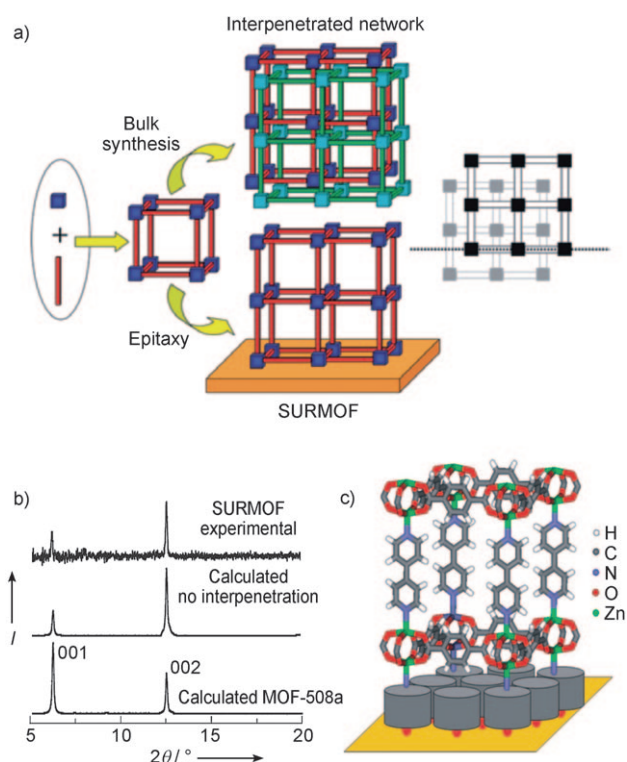 a)
Interpenetrated network
Bulk
synthesis
+
Epitaxy
SURMOF
b)
SURMOF
experimental
Calculated
no interpenetration
001
002
Calculated MOF-508a
I
5
10
15
20
2θ/°
c)
H
C
N
O
Zn